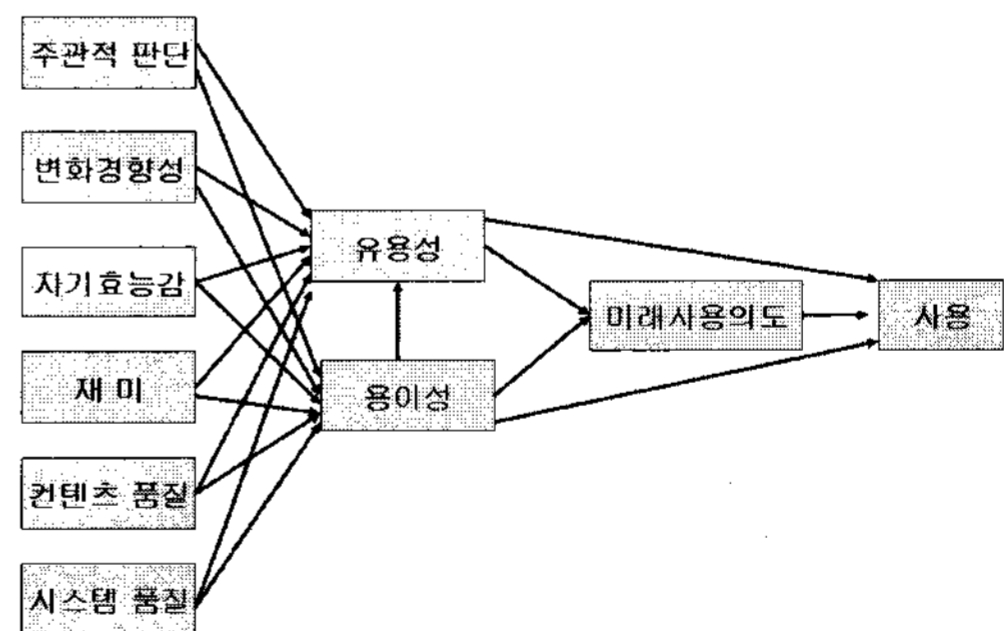 주관적 판단
변화경향성
자기효능감
재 미
컨텐츠 품질
시스템 품질
유용성
용이성
미래사용의도
사용